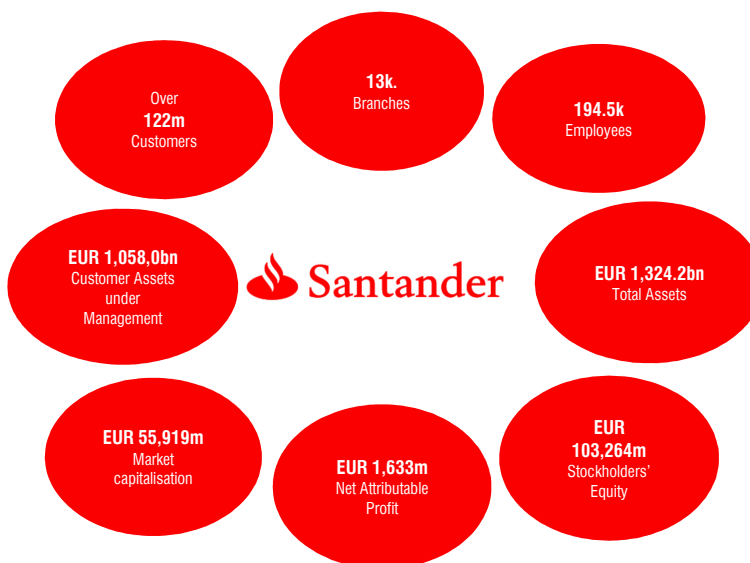 Over
122m
Customers
13k.
Branches
194.5k
Employees
EUR 1,058,0bn
Customer Assets
under
Management
Santander
EUR 1,324.2bn
Total Assets
EUR 55,919m
Market
capitalisation
EUR 1,633m
Net Attributable
Profit
EUR
103,264m
Stockholders’
Equity